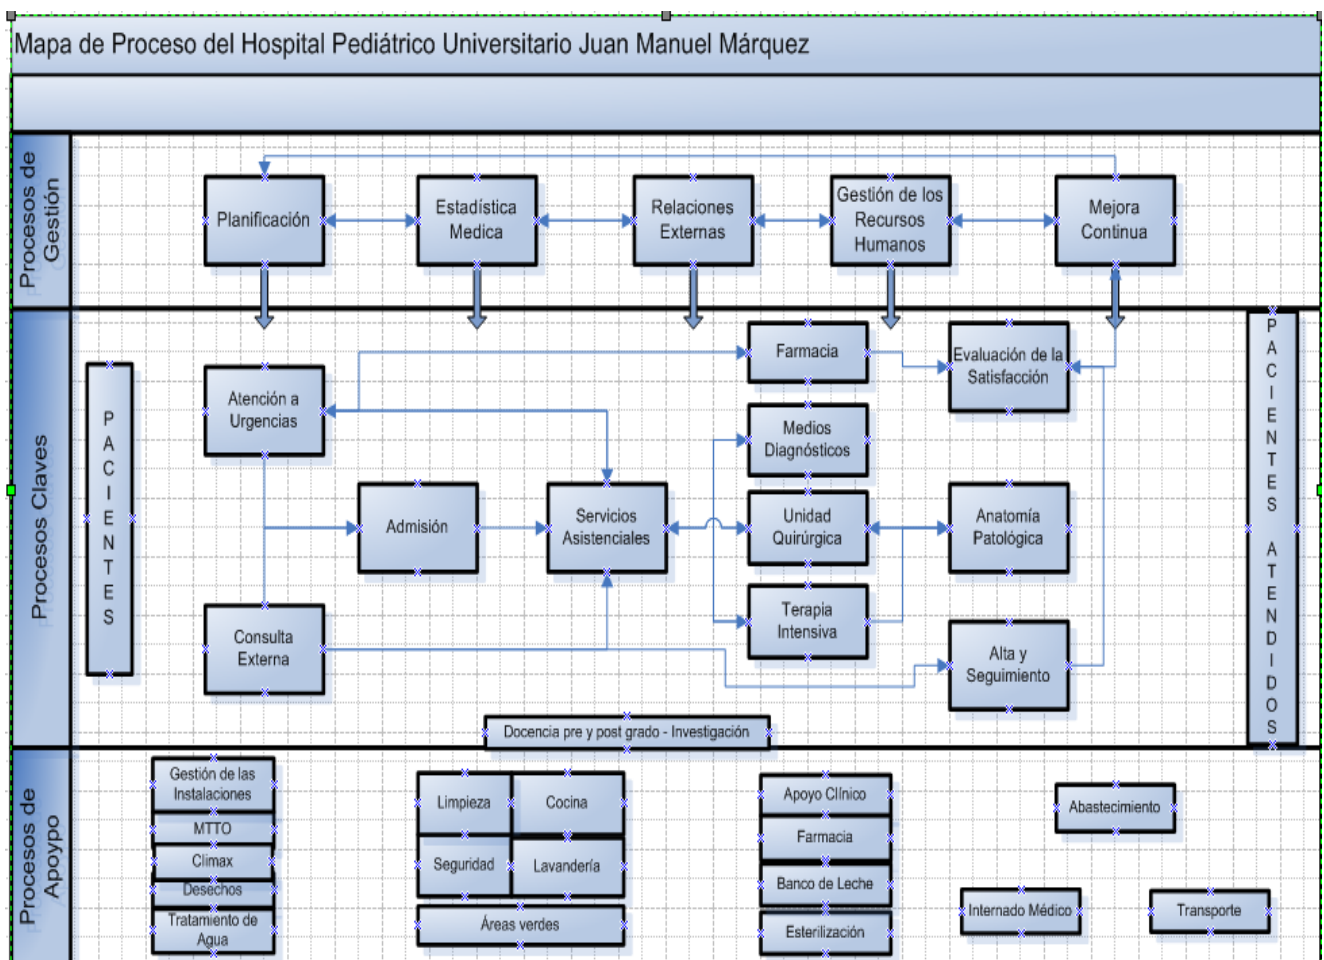 Mapa de Proceso del Hospital Pediátrico Universitario Juan Manuel Márquez
Procesos de
Gestión
Planificación
Estadística
Medica
Relaciones
Externas
Gestión de los
Recursos
Humanos
Mejora
Continua
Procesos Claves
PACIENTES
Atención a
Urgencias
Admisión
Consulta
Externa
Servicios
Asistenciales
Farmacia
Medios
Diagnósticos
Unidad
Quirúrgica
Terapia
Intensiva
Evaluación de la
Satisfacción
Anatomía
Patológica
Alta y
Seguimiento
PACIENTES ATENDIDOS
Docencia pre y post grado - Investigación
Procesos de
Apoypo
Gestión de las
Instalaciones
MTTO
Climax
Desechos
Tratamiento de
Agua
Limpieza
Cocina
Seguridad
Lavandería
Áreas verdes
Apoyo Clínico
Farmacia
Banco de Leche
Esterilización
Abastecimiento
Internado Médico
Transporte